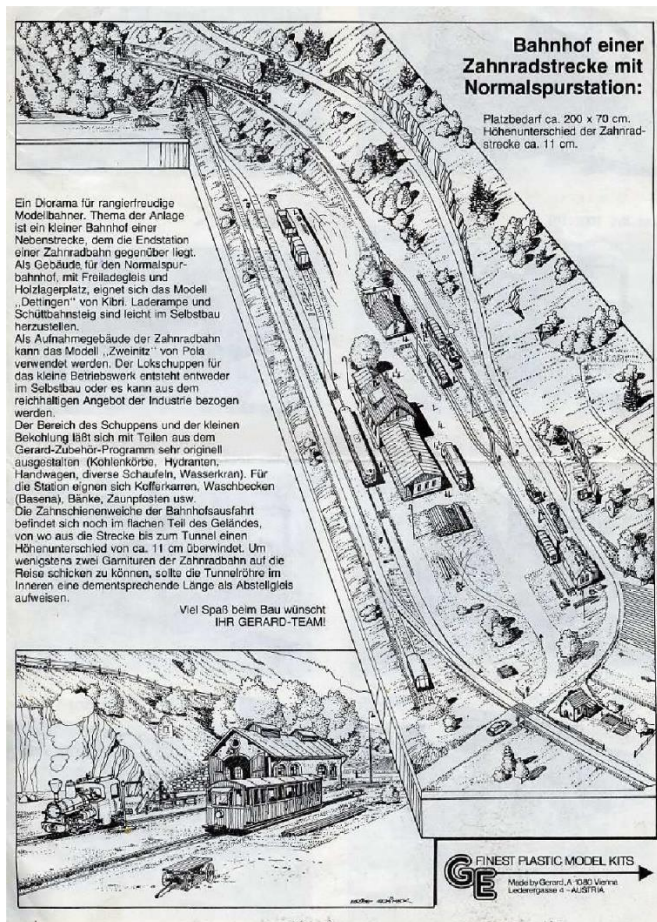 Bahnhof einer
Zahnradstrecke mit
Normalspurstation:
Platzbedarf ca. 200 x 70 cm.
Höhenunterschied der Zahnrad-
strecke ca. 11 cm.
Ein Diorama für rangierfreudige
Modellbahner. Thema der Anlage
ist ein kleiner Bahnhof einer
Nebenstrecke, dem die Endstation
einer Zahnradbahn gegenüber liegt.
Als Gebäude für den Normalspur-
bahnhof, mit Freiladegleis und
Holzlagerplatz, eignet sich das Modell
„Dettingen" von Kibri. Laderampe und
Schüttbahnsteig sind leicht im Selbstbau
herzustellen.
Als Aufnahmegebäude der Zahnradbahn
kann das Modell „Zweinitz" von Pola
verwendet werden. Der Lokschuppen für
das kleine Betriebswerk entsteht entweder
im Selbstbau oder es kann aus dem
reichhaltigen Angebot der Industrie bezogen
werden.
Der Bereich des Schuppens und der kleinen
Bekohlung läßt sich mit Teilen aus dem
Gerard-Zubehör-Programm sehr originell
ausgestalten (Kohlenkörbe, Hydranten,
Handwagen, diverse Schaufeln, Wasserkran). Für
die Station eignen sich Kofferkarren, Waschbecken
(Basena), Bänke, Zaunpfosten usw.
Die Zahnschienenweiche der Bahnhofsausfahrt
befindet sich noch im flachen Teil des Geländes,
von wo aus die Strecke bis zum Tunnel einen
Höhenunterschied von ca. 11 cm überwindet. Um
wenigstens zwei Garnituren der Zahnradbahn auf die
Reise schicken zu können, sollte die Tunnelröhre im
Inneren eine dementsprechende Länge als Abstellgleis
aufweisen.
Viel Spaß beim Bau wünscht
IHR GERARD-TEAM!
GE
FINEST PLASTIC MODEL KITS
Made by Gerard, A-1080 Vienna
Lederergasse 4 - AUSTRIA